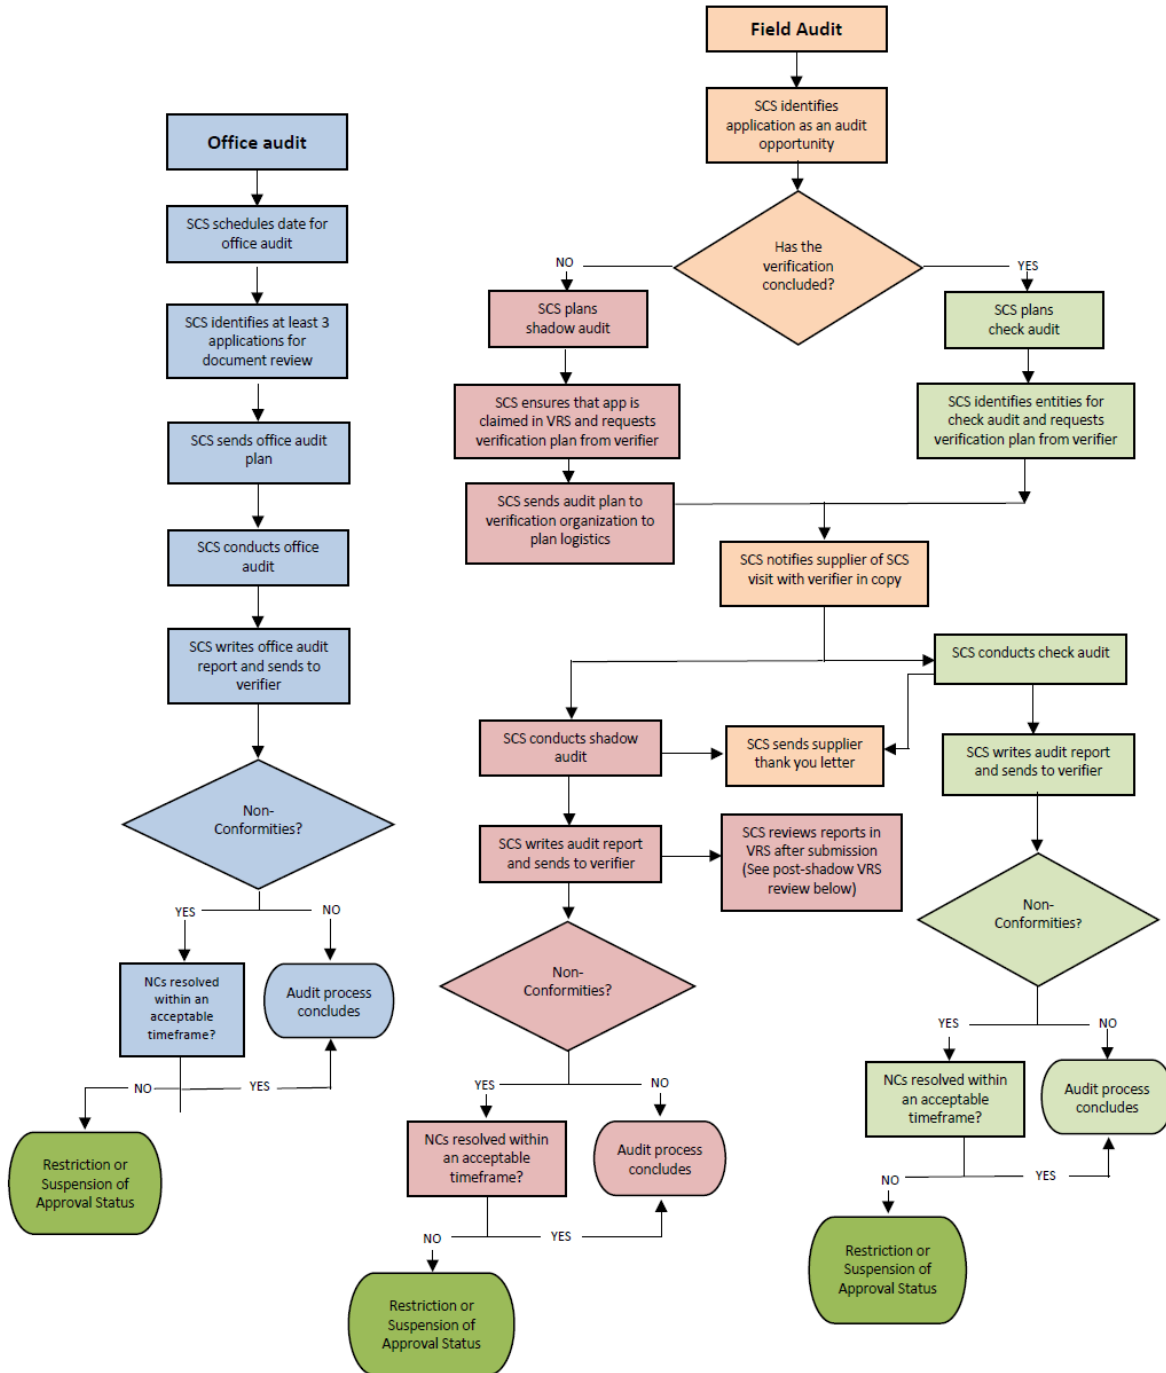 Field Audit
SCS identifies
application as an audit
opportunity
Has the
verification
concluded?
NO
YES
SCS plans
shadow audit
SCS plans
check audit
SCS ensures that app is
claimed in VRS and requests
verification plan from verifier
SCS identifies entities for
check audit and requests
verification plan from verifier
SCS sends audit plan to
verification organization to
plan logistics
SCS notifies supplier of SCS
visit with verifier in copy
SCS conducts check audit
SCS conducts shadow
audit
SCS sends supplier
thank you letter
SCS writes audit report
and sends to verifier
SCS writes audit report
and sends to verifier
SCS reviews reports in
VRS after submission
(See post-shadow VRS
review below)
Non-
Conformities?
YES
NO
NCs resolved within
an acceptable
timeframe?
Audit process
concludes
NO
YES
Restriction or
Suspension of
Approval Status
Non-
Conformities?
YES
NO
NCs resolved within
an acceptable
timeframe?
Audit process
concludes
NO
YES
Restriction or
Suspension of
Approval Status
Office audit
SCS schedules date for
office audit
SCS identifies at least 3
applications for
document review
SCS sends office audit
plan
SCS conducts office
audit
SCS writes office audit
report and sends to
verifier
Non-
Conformities?
YES
NO
NCs resolved
within an
acceptable
timeframe?
Audit process
concludes
NO
YES
Restriction or
Suspension of
Approval Status